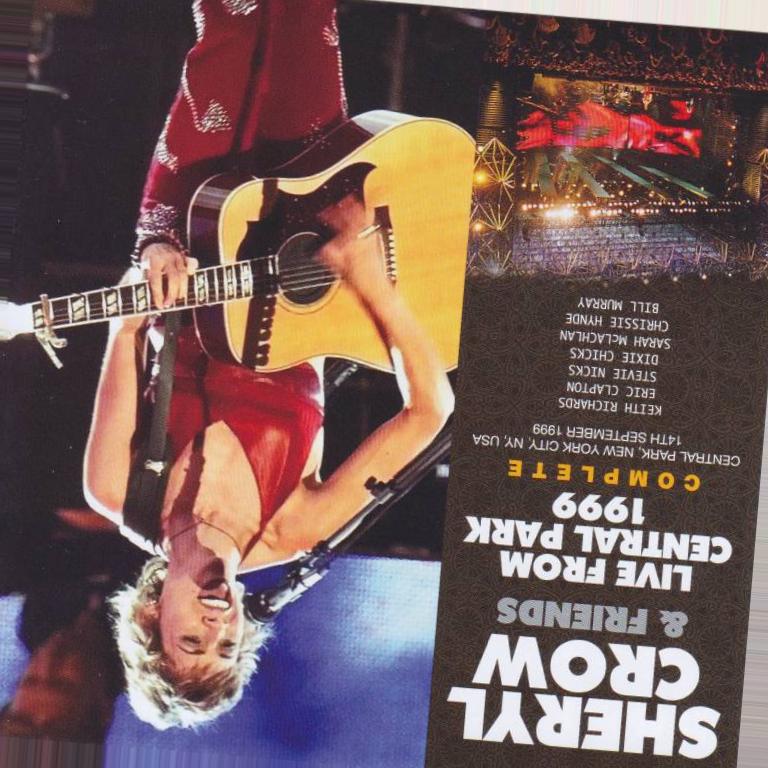 SHERYL
CROW
& FRIENDS
LIVE FROM
CENTRAL PARK
1999
COMPLETE
CENTRAL PARK, NEW YORK CITY, NY, USA
14TH SEPTEMBER 1999
KEITH RICHARDS
ERIC CLAPTON
STEVIE NICKS
DIXIE CHICKS
SARAH McLACHLAN
CHRISSIE HYNDE
BILL MURRAY